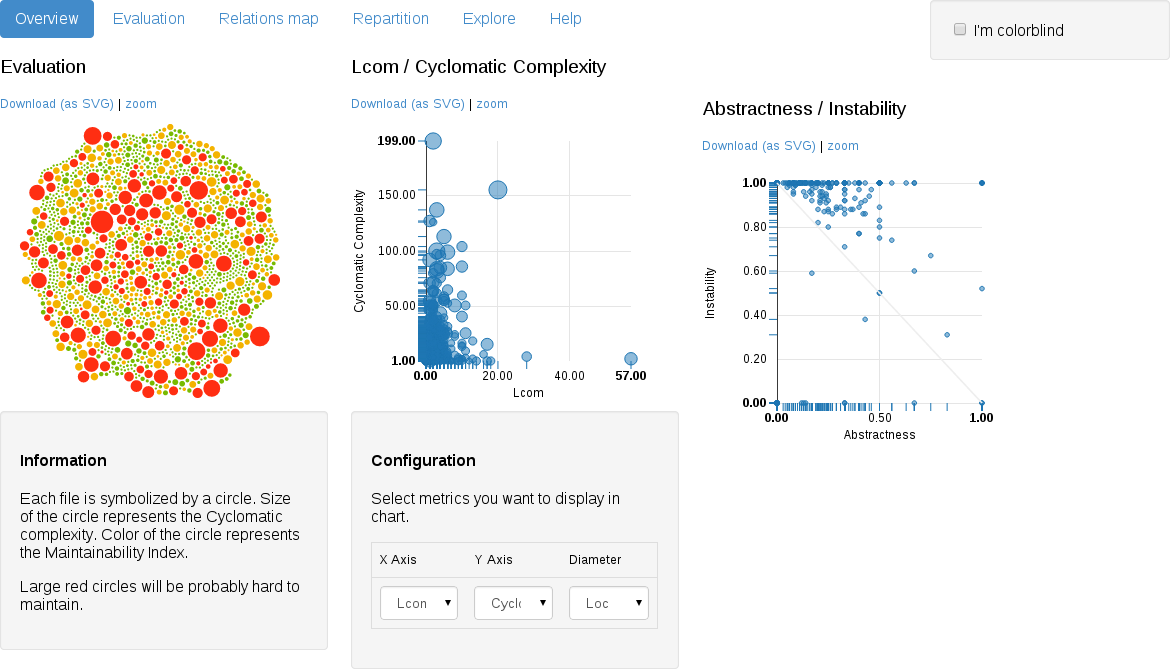 Overview Evaluation Relations map Repartition Explore Help
I'm colorblind
Evaluation
Download (as SVG) | zoom
Lcom / Cyclomatic Complexity
Download (as SVG) | zoom
199.00
150.00
100.00
50.00
1.00
Cyclomatic Complexity
0.00 20.00 40.00 57.00
Lcom
Abstractness / Instability
Download (as SVG) | zoom
1.00
0.80
0.60
0.40
0.20
0.00
Instability
0.00 0.50 1.00
Abstractness
Information
Each file is symbolized by a circle. Size
of the circle represents the Cyclomatic
complexity. Color of the circle represents
the Maintainability Index.
Large red circles will be probably hard to
maintain.
Configuration
Select metrics you want to display in
chart.
X Axis Y Axis Diameter
Lcon Cyclo Loc